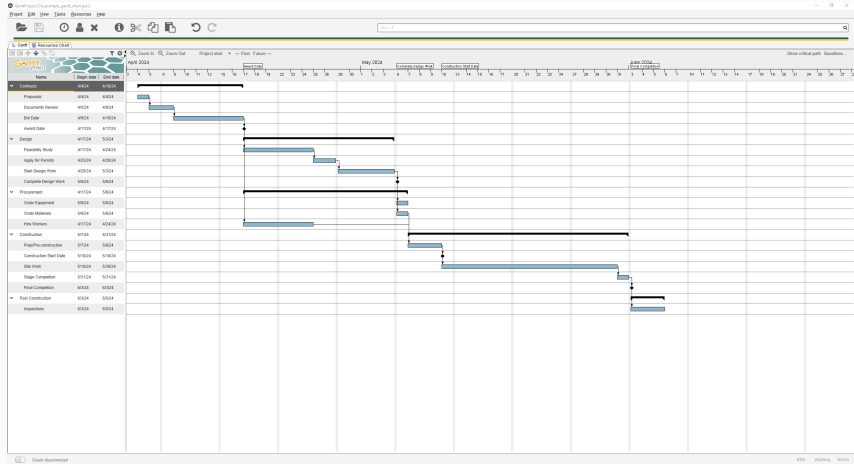 GanttProject
Project Edit View Tasks Resources Help
Gantt Resources Chart
Zoom In Zoom Out Project start ← Past Future → Show critical path Baselines...
GANTT project
April 2024 May 2024 June 2024
Award Date Complete Design Work Construction Start Date Final Completion
Name Begin date End date
Contracts 4/4/24 4/16/24
Proposals 4/4/24 4/4/24
Documents Review 4/5/24 4/8/24
Bid Date 4/9/24 4/16/24
Award Date 4/17/24 4/17/24
Design 4/17/24 5/3/24
Feasibility Study 4/17/24 4/24/24
Apply for Permits 4/25/24 4/26/24
Start Design Work 4/29/24 5/3/24
Complete Design Work 5/6/24 5/6/24
Procurement 4/17/24 5/6/24
Order Equipment 5/6/24 5/6/24
Order Materials 5/6/24 5/6/24
Hire Workers 4/17/24 4/24/24
Construction 5/7/24 5/31/24
Prep/Pre-construction 5/7/24 5/9/24
Construction Start Date 5/10/24 5/10/24
Site Work 5/10/24 5/30/24
Stage Completion 5/31/24 5/31/24
Final Completion 6/3/24 6/3/24
Post Construction 6/3/24 6/5/24
Inspections 6/3/24 6/5/24
Cloud: disconnected RSS Warning Errors